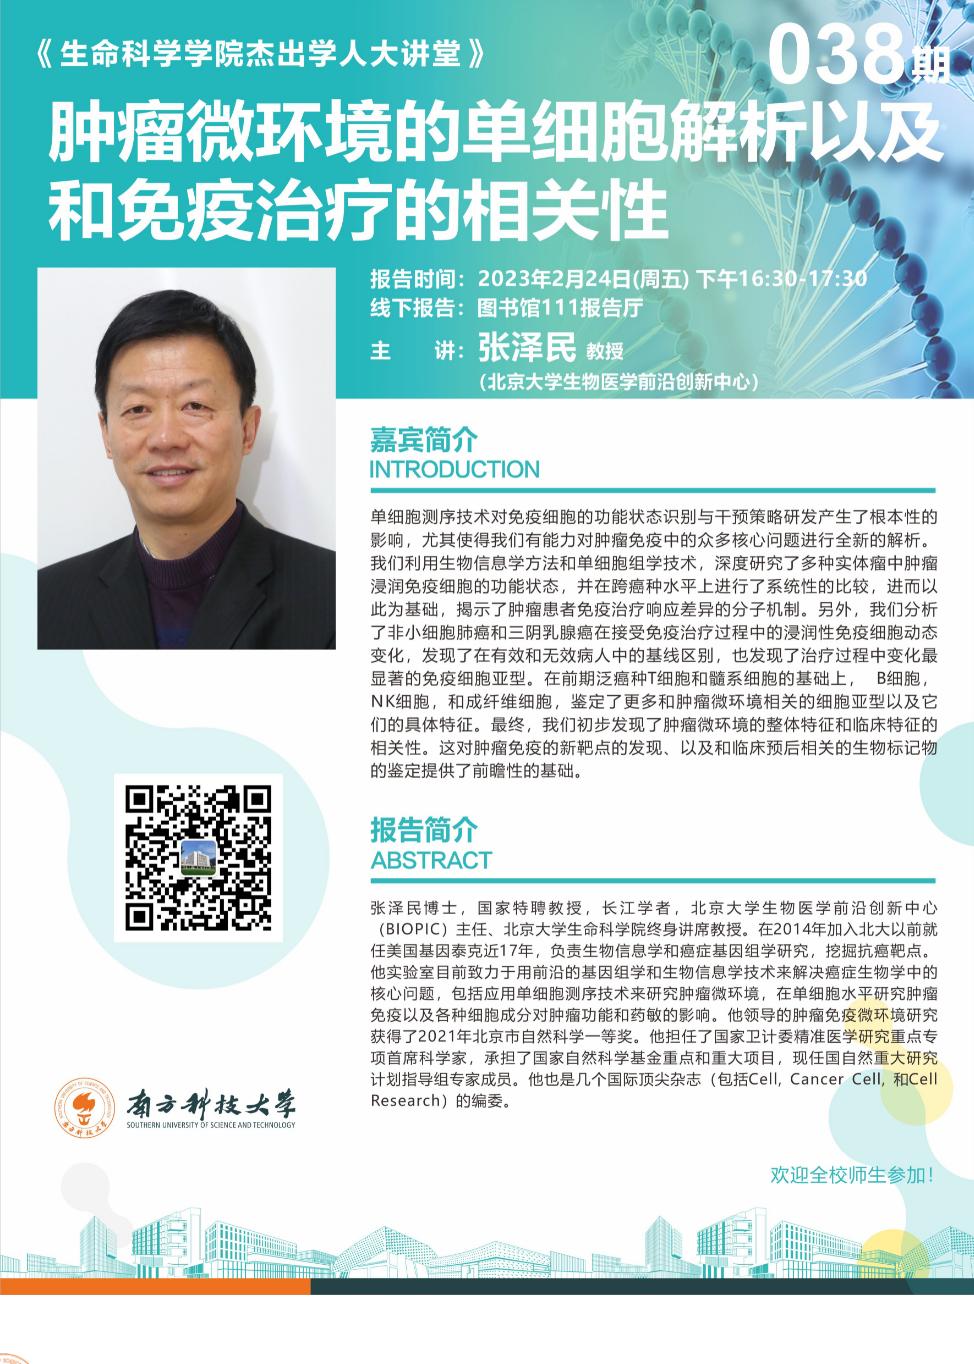 《生命科学学院杰出学人大讲堂》
038期
肿瘤微环境的单细胞解析以及
和免疫治疗的相关性
报告时间：2023年2月24日(周五) 下午16:30-17:30
线下报告：图书馆111报告厅
主 讲：张泽民 教授
（北京大学生物医学前沿创新中心）
嘉宾简介
INTRODUCTION
单细胞测序技术对免疫细胞的功能状态识别与干预策略研发产生了根本性的
影响，尤其使得我们有能力对肿瘤免疫中的众多核心问题进行全新的解析。
我们利用生物信息学方法和单细胞组学技术，深度研究了多种实体瘤中肿瘤
浸润免疫细胞的功能状态，并在跨癌种水平上进行了系统性的比较，进而以
此为基础，揭示了肿瘤患者免疫治疗响应差异的分子机制。另外，我们分析
了非小细胞肺癌和三阴乳腺癌在接受免疫治疗过程中的浸润性免疫细胞动态
变化，发现了在有效和无效病人中的基线区别，也发现了治疗过程中变化最
显著的免疫细胞亚型。在前期泛癌种T细胞和髓系细胞的基础上， B细胞，
NK细胞，和成纤维细胞，鉴定了更多和肿瘤微环境相关的细胞亚型以及它
们的具体特征。最终，我们初步发现了肿瘤微环境的整体特征和临床特征的
相关性。这对肿瘤免疫的新靶点的发现、以及和临床预后相关的生物标记物
的鉴定提供了前瞻性的基础。
报告简介
ABSTRACT
张泽民博士，国家特聘教授，长江学者，北京大学生物医学前沿创新中心
（BIOPIC）主任、北京大学生命科学院终身讲席教授。在2014年加入北大以前就
任美国基因泰克近17年，负责生物信息学和癌症基因组学研究，挖掘抗癌靶点。
他实验室目前致力于用前沿的基因组学和生物信息学技术来解决癌症生物学中的
核心问题，包括应用单细胞测序技术来研究肿瘤微环境，在单细胞水平研究肿瘤
免疫以及各种细胞成分对肿瘤功能和药敏的影响。他领导的肿瘤免疫微环境研究
获得了2021年北京市自然科学一等奖。他担任了国家卫计委精准医学研究重点专
项首席科学家，承担了国家自然科学基金重点和重大项目，现任国自然重大研究
计划指导组专家成员。他也是几个国际顶尖杂志（包括Cell, Cancer Cell, 和Cell
Research）的编委。
南方科技大学
SOUTHERN UNIVERSITY OF SCIENCE AND TECHNOLOGY
欢迎全校师生参加！